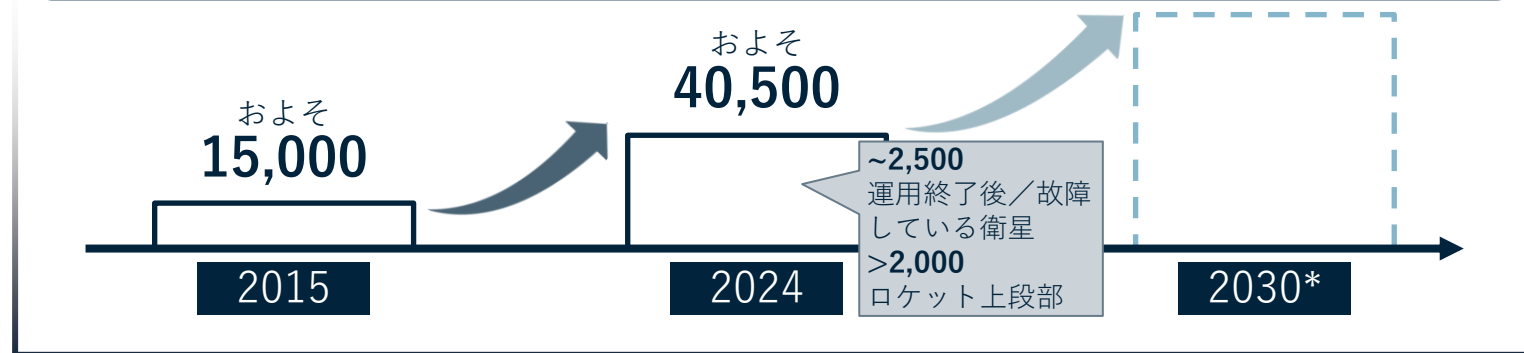 およそ
15,000
およそ
40,500
~2,500
運用終了後／故障
している衛星
>2,000
ロケット上段部
2015
2024
2030*